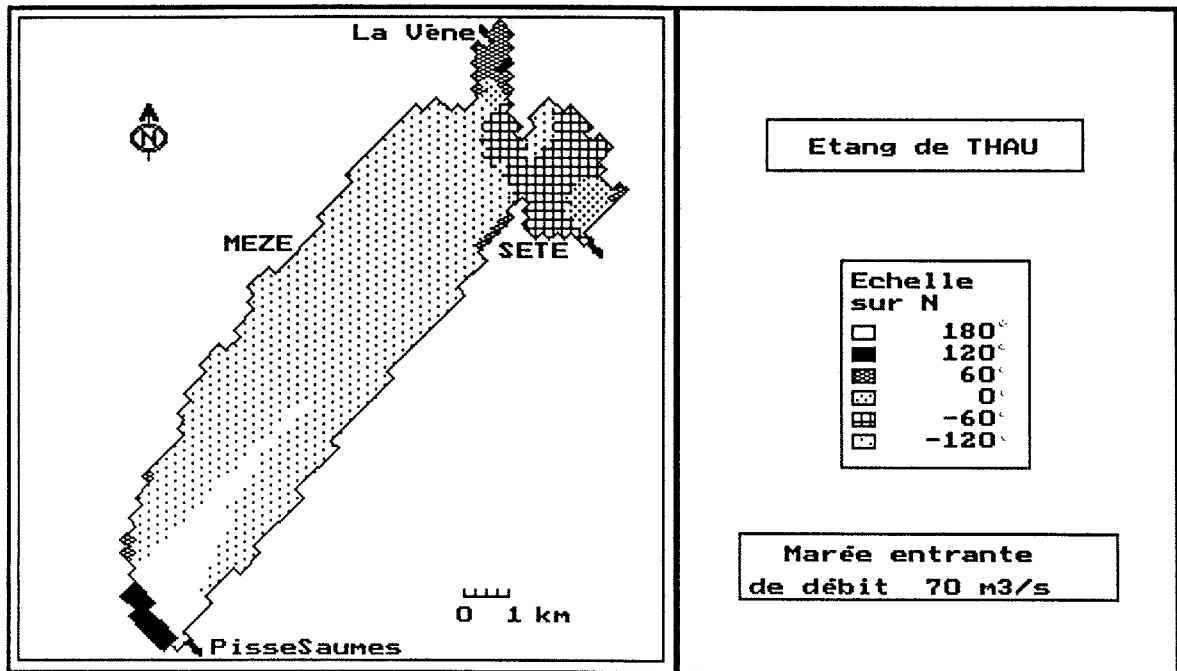 La Vène
N
MEZE
SETE
0 1 km
PisseSaumes
Etang de THAU
Echelle
sur N
180°
120°
60°
0°
-60°
-120°
Marée entrante
de débit 70 m3/s